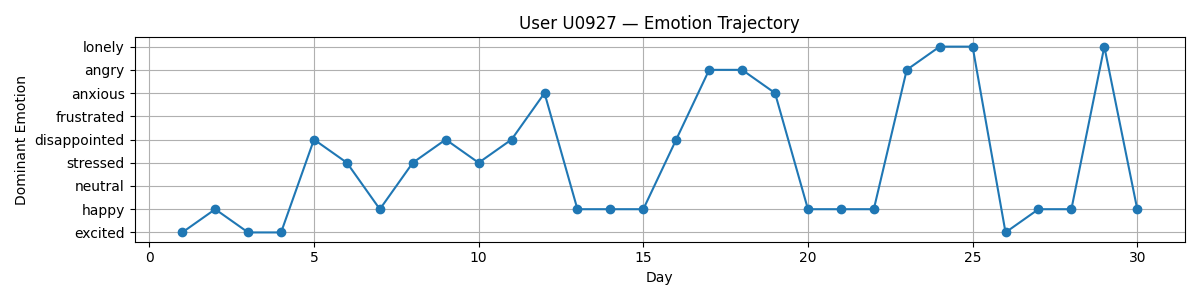 User U0927 — Emotion Trajectory
Dominant Emotion
lonely
angry
anxious
frustrated
disappointed
stressed
neutral
happy
excited
0 5 10 15 20 25 30
Day